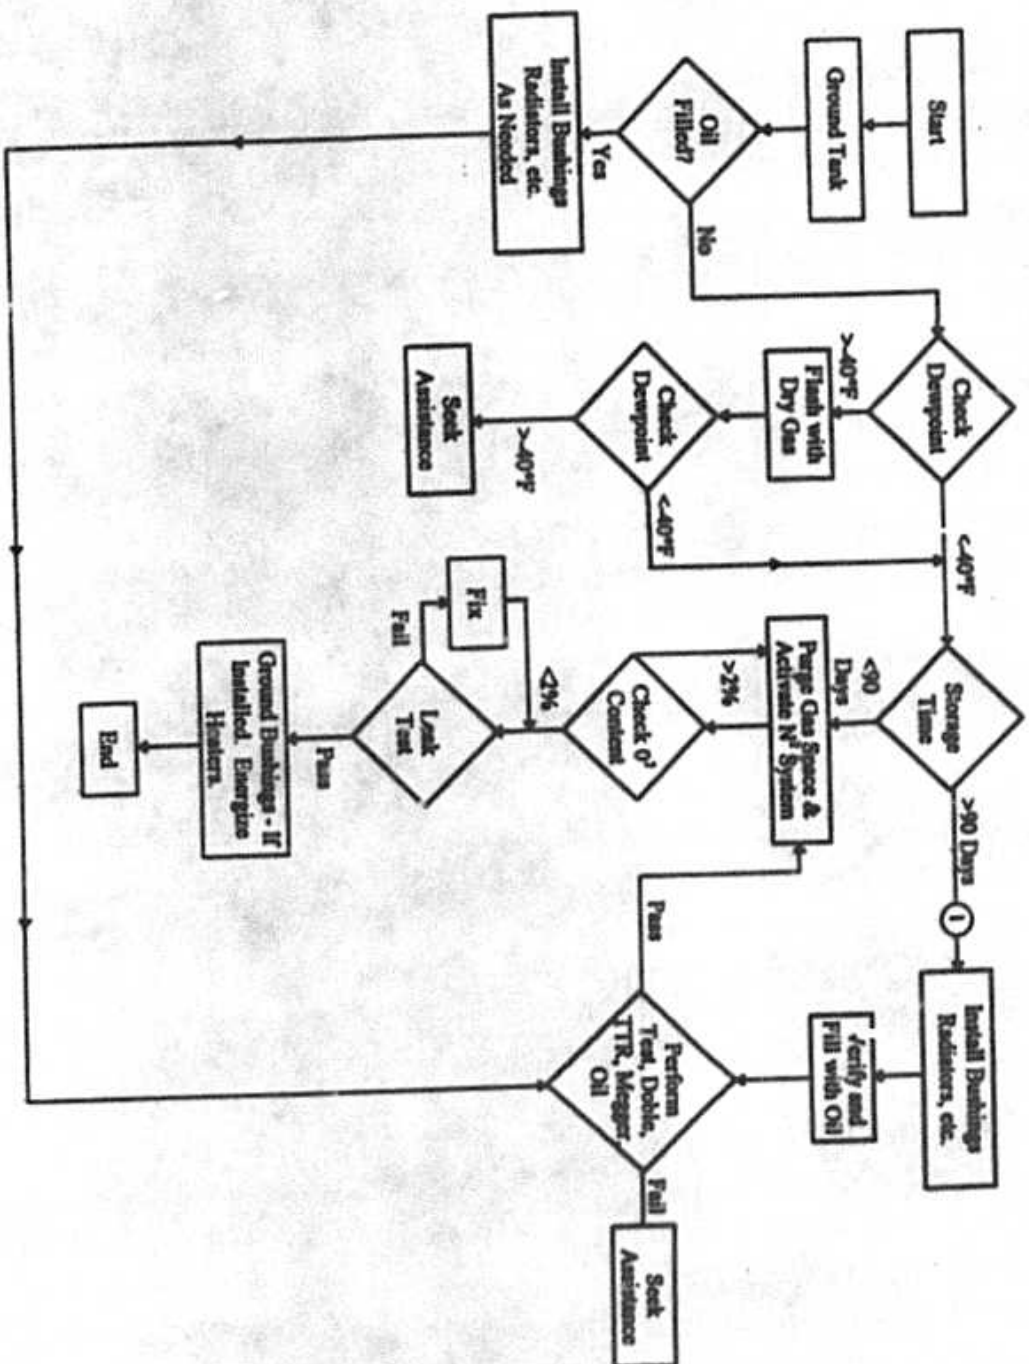 Start
Ground Tank
Oil
Filled?
Yes
No
Install Bushings
Radiators, etc.
As Needed
Check
Dewpoint
>-40°F
<-40°F
Flash with
Dry Gas
Check
Dewpoint
>-40°F
<-40°F
Seek
Assistance
Storage
Time
<90
Days
>90 Days
1
Install Bushings
Radiators, etc.
Verify and
Fill with Oil
Perform
Test, Doble,
TTR, Megger
Oil
Pass
Fail
Seek
Assistance
Purge Gas Space &
Activate N² System
>2%
Check 0²
Content
<2%
Fix
Fail
Leak
Test
Pass
Ground Bushings - If
Installed. Energize
Heaters.
End